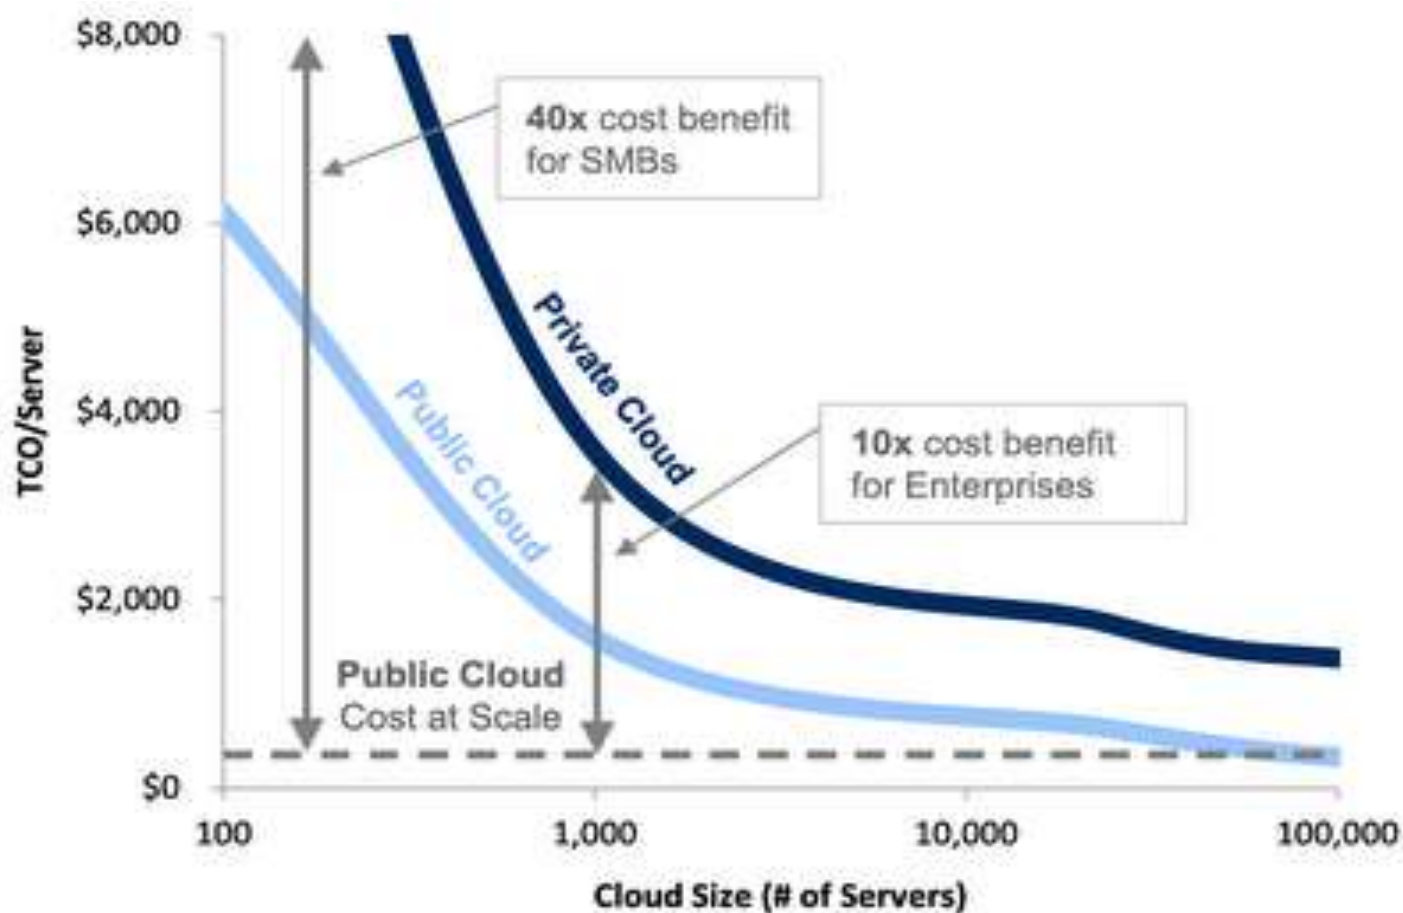 $8,000
40x cost benefit
for SMBs
$6,000
Private Cloud
TCO/Server
Public Cloud
$4,000
10x cost benefit
for Enterprises
$2,000
Public Cloud
Cost at Scale
$0
100
1,000
10,000
100,000
Cloud Size (# of Servers)